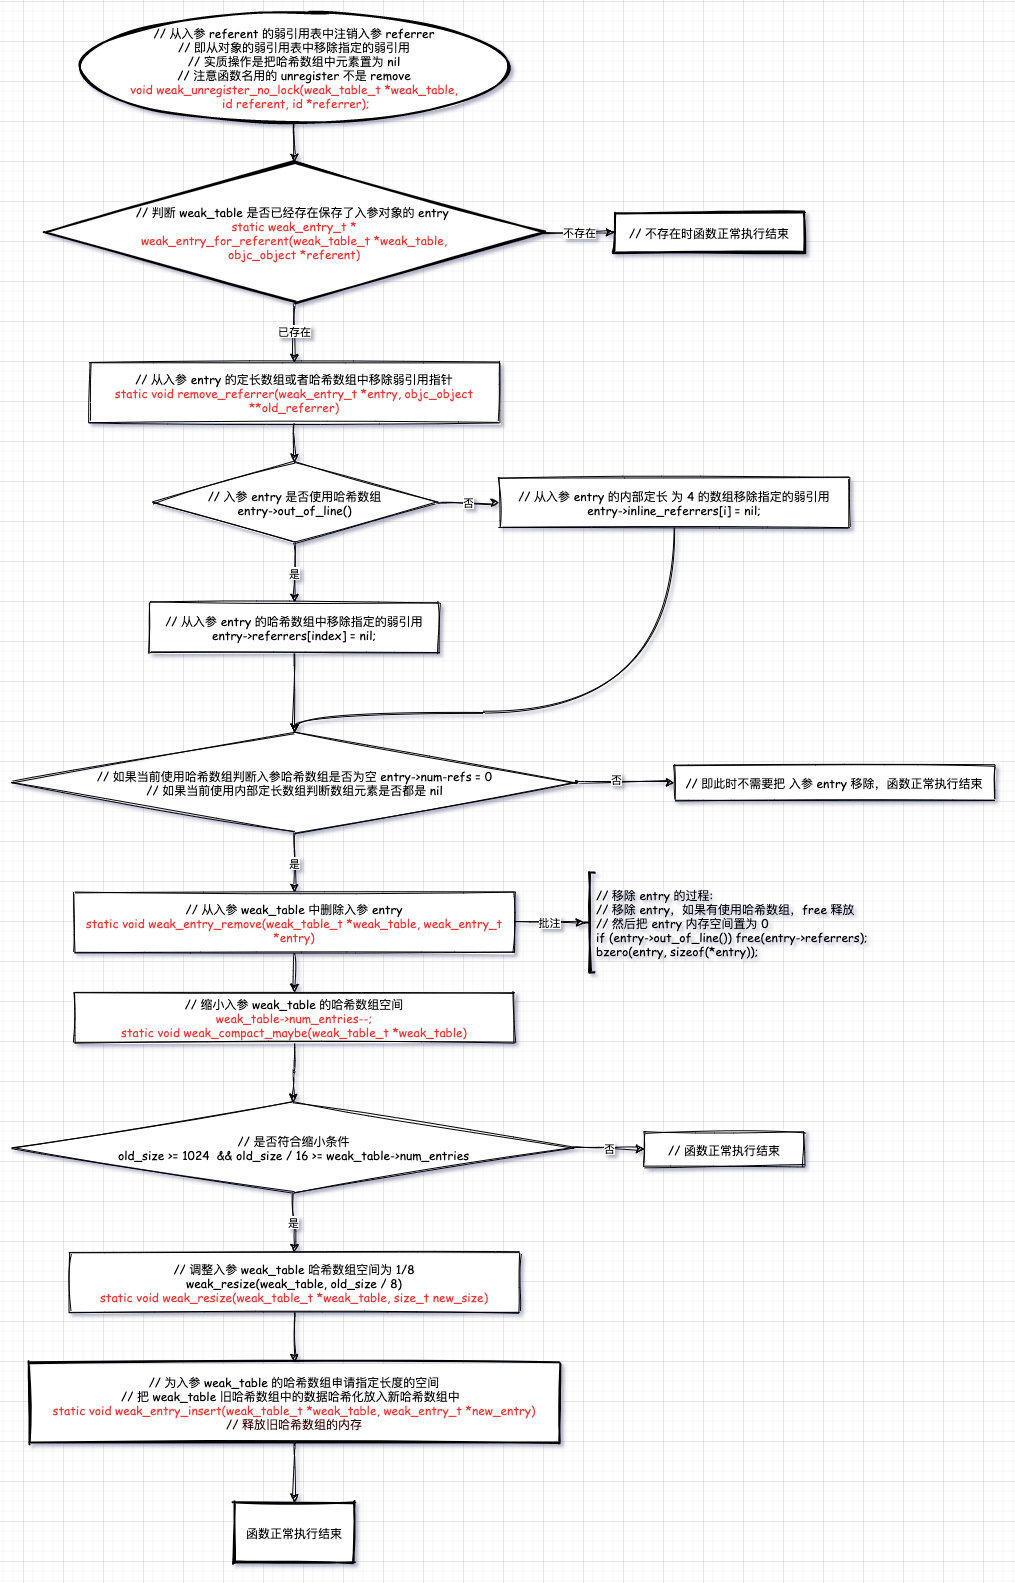 // 从入参 referent 的弱引用表中注销入参 referrer
// 即从对象的弱引用表中移除指定的弱引用
// 实质操作是把哈希数组中元素置为 nil
// 注意函数名用的 unregister 不是 remove
void weak_unregister_no_lock(weak_table_t *weak_table,
id referent, id *referrer);
// 判断 weak_table 是否已经存在保存了入参对象的 entry
static weak_entry_t *
weak_entry_for_referent(weak_table_t *weak_table,
objc_object *referent)
不存在
// 不存在时函数正常执行结束
已存在
// 从入参 entry 的定长数组或者哈希数组中移除弱引用指针
static void remove_referrer(weak_entry_t *entry, objc_object
**old_referrer)
// 入参 entry 是否使用哈希数组
entry->out_of_line()
否
// 从入参 entry 的内部定长 为 4 的数组移除指定的弱引用
entry->inline_referrers[i] = nil;
是
// 从入参 entry 的哈希数组中移除指定的弱引用
entry->referrers[index] = nil;
// 如果当前使用哈希数组判断入参哈希数组是否为空 entry->num-refs = 0
// 如果当前使用内部定长数组判断数组元素是否都是 nil
否
// 即此时不需要把 入参 entry 移除，函数正常执行结束
是
// 从入参 weak_table 中删除入参 entry
static void weak_entry_remove(weak_table_t *weak_table, weak_entry_t
*entry)
批注
// 移除 entry 的过程:
// 移除 entry，如果有使用哈希数组，free 释放
// 然后把 entry 内存空间置为 0
if (entry->out_of_line()) free(entry->referrers);
bzero(entry, sizeof(*entry));
// 缩小入参 weak_table 的哈希数组空间
weak_table->num_entries--;
static void weak_compact_maybe(weak_table_t *weak_table)
// 是否符合缩小条件
old_size >= 1024  && old_size / 16 >= weak_table->num_entries
否
// 函数正常执行结束
是
// 调整入参 weak_table 哈希数组空间为 1/8
weak_resize(weak_table, old_size / 8)
static void weak_resize(weak_table_t *weak_table, size_t new_size)
// 为入参 weak_table 的哈希数组申请指定长度的空间
// 把 weak_table 旧哈希数组中的数据哈希化放入新哈希数组中
static void weak_entry_insert(weak_table_t *weak_table, weak_entry_t *new_entry)
// 释放旧哈希数组的内存
函数正常执行结束